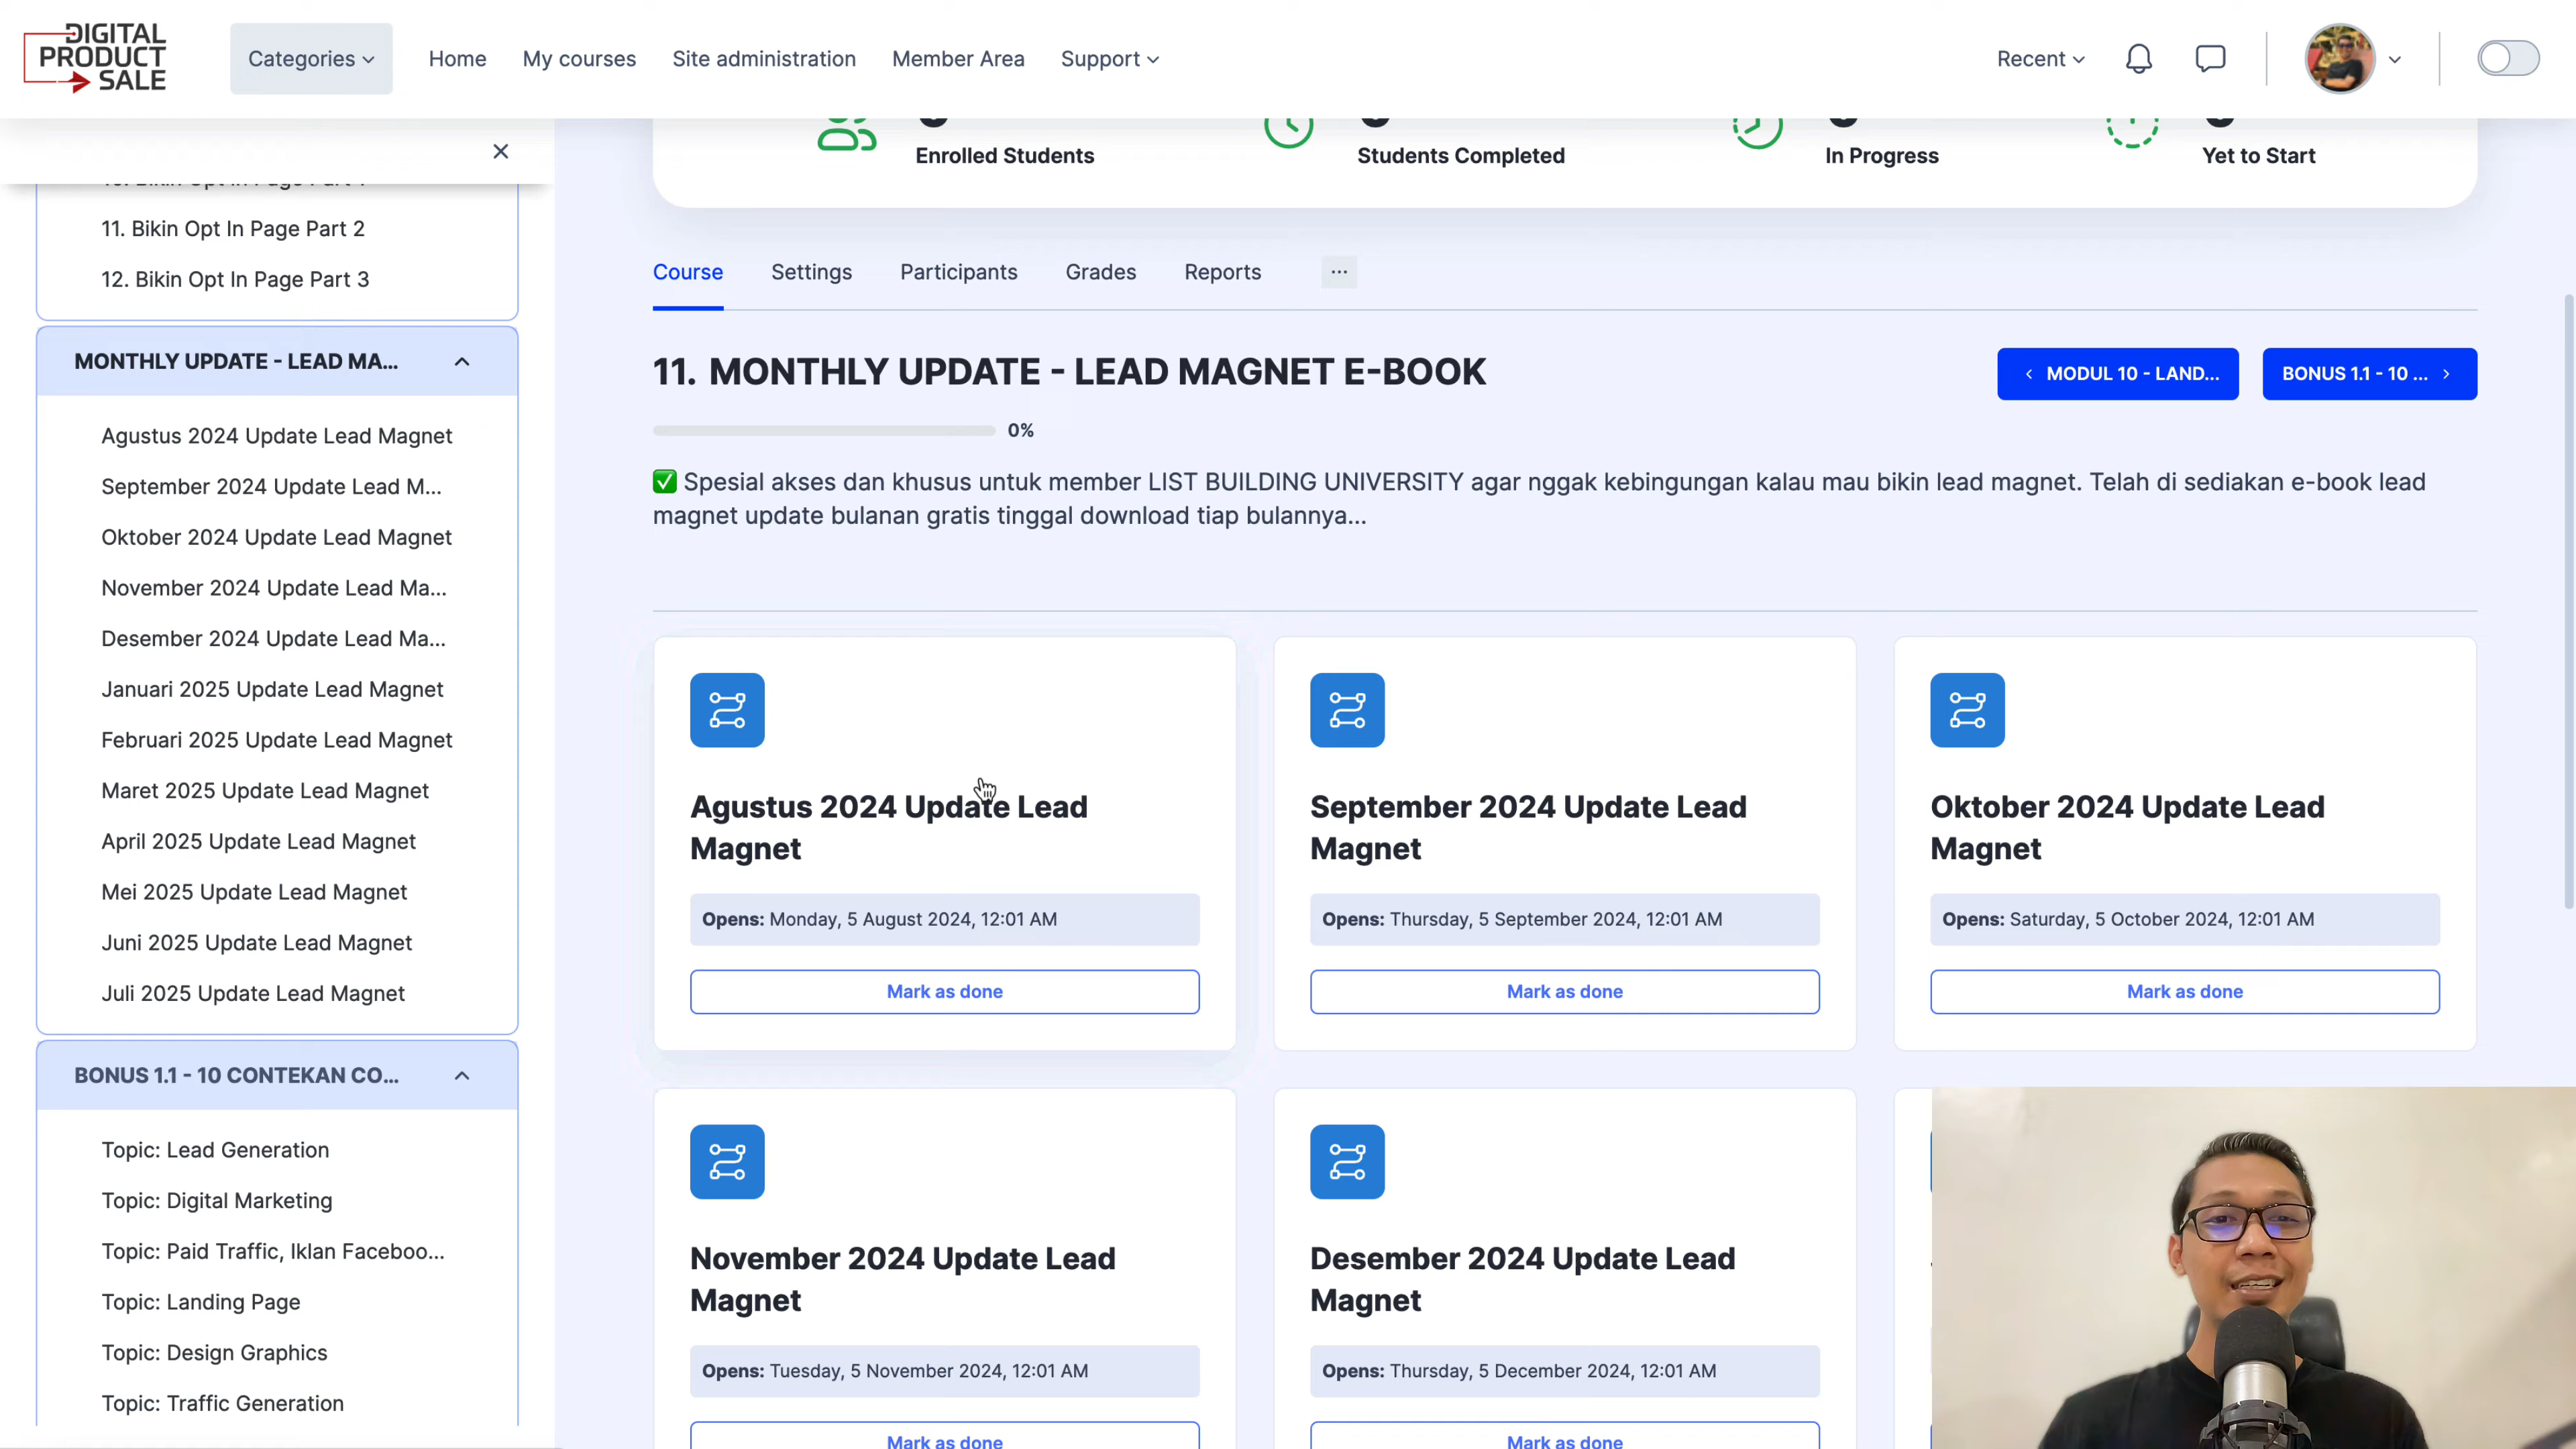 DIGITAL
PRODUCT
SALE
Categories
Home
My courses
Site administration
Member Area
Support
Recent
Enrolled Students
Students Completed
In Progress
Yet to Start
11. Bikin Opt In Page Part 2
12. Bikin Opt In Page Part 3
MONTHLY UPDATE - LEAD MA...
Agustus 2024 Update Lead Magnet
September 2024 Update Lead M...
Oktober 2024 Update Lead Magnet
November 2024 Update Lead Ma...
Desember 2024 Update Lead Ma...
Januari 2025 Update Lead Magnet
Februari 2025 Update Lead Magnet
Maret 2025 Update Lead Magnet
April 2025 Update Lead Magnet
Mei 2025 Update Lead Magnet
Juni 2025 Update Lead Magnet
Juli 2025 Update Lead Magnet
BONUS 1.1 - 10 CONTEKAN CO...
Topic: Lead Generation
Topic: Digital Marketing
Topic: Paid Traffic, Iklan Faceboo...
Topic: Landing Page
Topic: Design Graphics
Topic: Traffic Generation
Course
Settings
Participants
Grades
Reports
...
11. MONTHLY UPDATE - LEAD MAGNET E-BOOK
MODUL 10 - LAND...
BONUS 1.1 - 10 ...
0%
✅ Spesial akses dan khusus untuk member LIST BUILDING UNIVERSITY agar nggak kebingungan kalau mau bikin lead magnet. Telah di sediakan e-book lead
magnet update bulanan gratis tinggal download tiap bulannya...
Agustus 2024 Update Lead
Magnet
Opens: Monday, 5 August 2024, 12:01 AM
Mark as done
September 2024 Update Lead
Magnet
Opens: Thursday, 5 September 2024, 12:01 AM
Mark as done
Oktober 2024 Update Lead
Magnet
Opens: Saturday, 5 October 2024, 12:01 AM
Mark as done
November 2024 Update Lead
Magnet
Opens: Tuesday, 5 November 2024, 12:01 AM
Mark as done
Desember 2024 Update Lead
Magnet
Opens: Thursday, 5 December 2024, 12:01 AM
Mark as done